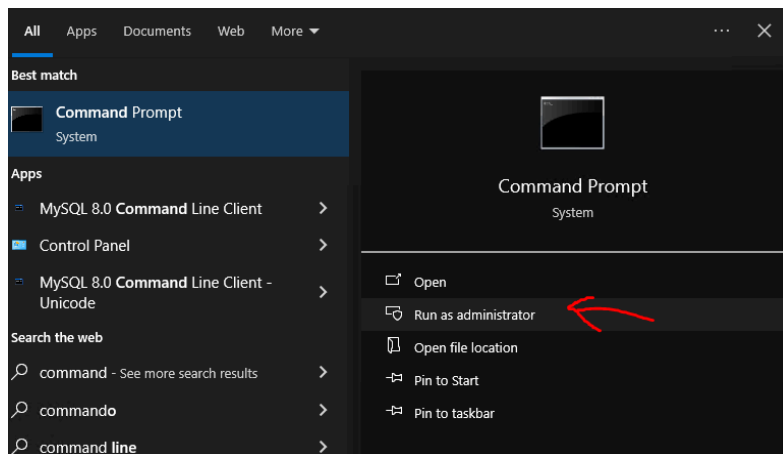 All Apps Documents Web More
Best match
Command Prompt
System
Apps
MySQL 8.0 Command Line Client
Control Panel
MySQL 8.0 Command Line Client -
Unicode
Search the web
command - See more search results
commando
command line
Command Prompt
System
Open
Run as administrator
Open file location
Pin to Start
Pin to taskbar